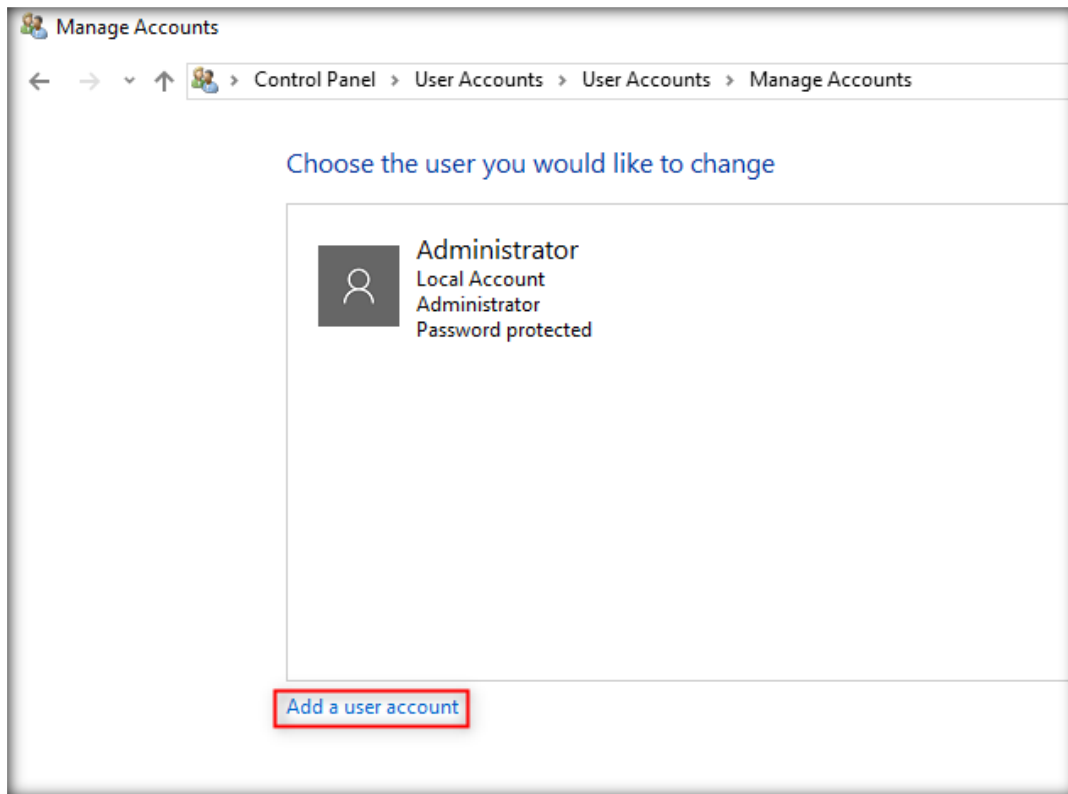 Manage Accounts
Control Panel > User Accounts > User Accounts > Manage Accounts
Choose the user you would like to change
Administrator
Local Account
Administrator
Password protected
Add a user account